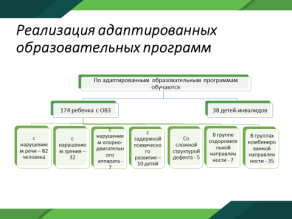 Реализация адаптированных
образовательных программ
По адаптированным образовательным программам
обучаются
174 ребенка с ОВЗ
38 детей инвалидов
с
нарушение
м речи – 82
человека
с
нарушение
м зрения –
32
с
нарушение
м опорно-
двигательн
ого
аппарата–
7
с
задержкой
психическо
го
развития –
10 детей
Со
сложной
структурой
дефекта - 5
В группе
оздоровите
льной
направлен
ности - 7
В группах
комбиниро
ванной
направлен
ности - 35